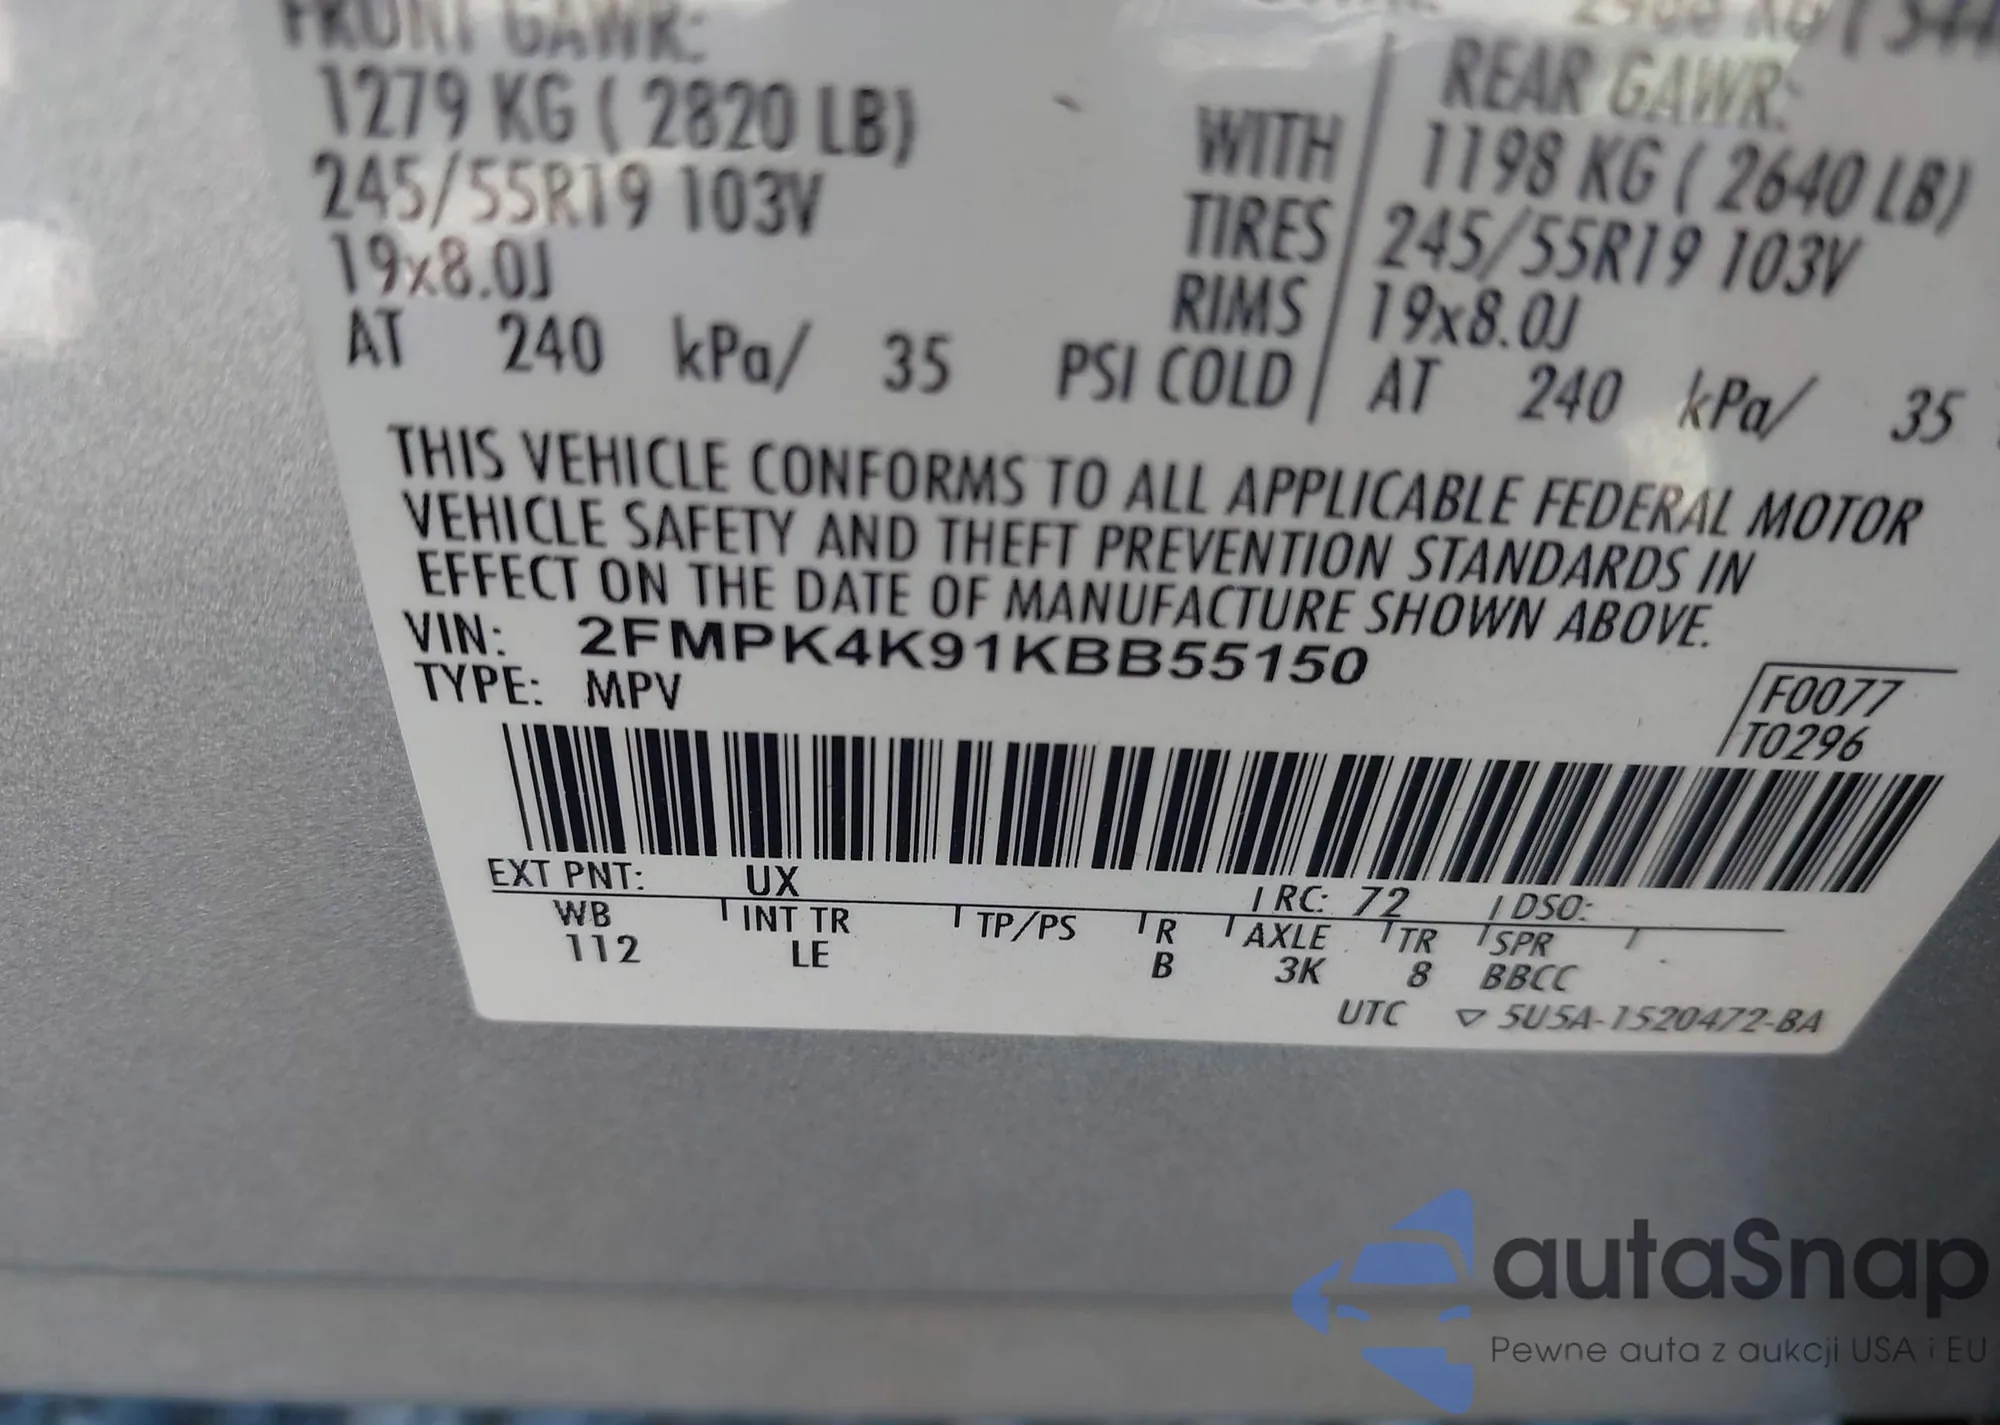 FRONT GAWR:
1279 KG ( 2820 LB)
245/55R19 103V
19x8.0J
AT 240 kPa/ 35 PSI COLD
WITH
TIRES
RIMS
REAR GAWR:
1198 KG ( 2640 LB)
245/55R19 103V
19x8.0J
AT 240 kPa/ 35
THIS VEHICLE CONFORMS TO ALL APPLICABLE FEDERAL MOTOR
VEHICLE SAFETY AND THEFT PREVENTION STANDARDS IN
EFFECT ON THE DATE OF MANUFACTURE SHOWN ABOVE.
VIN: 2FMPK4K91KBB55150
TYPE: MPV
F0077
T0296
EXT PNT: UX RC: 72 DSO:
WB INT TR TP/PS R AXLE TR SPR
112 LE B 3K 8 BBCC
UTC ▽ 5U5A-1520472-BA
autaSnap
Pewne auta z aukcji USA i EU